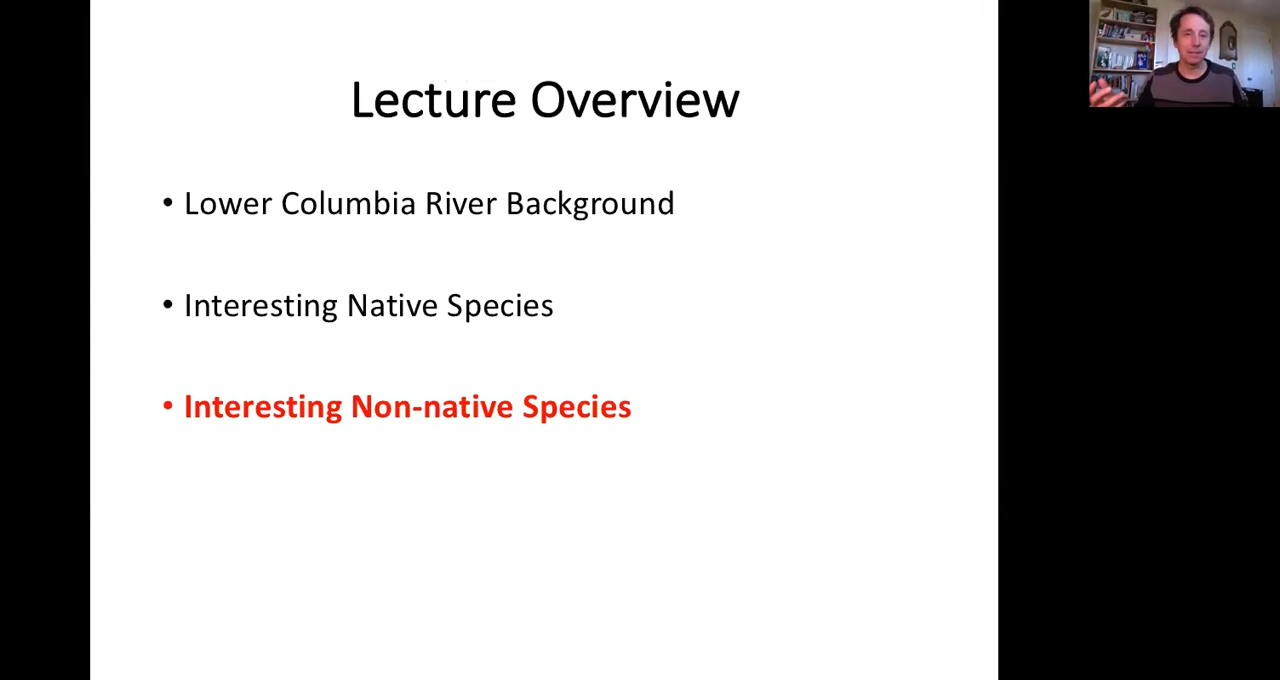 Lecture Overview
• Lower Columbia River Background
• Interesting Native Species
• Interesting Non-native Species